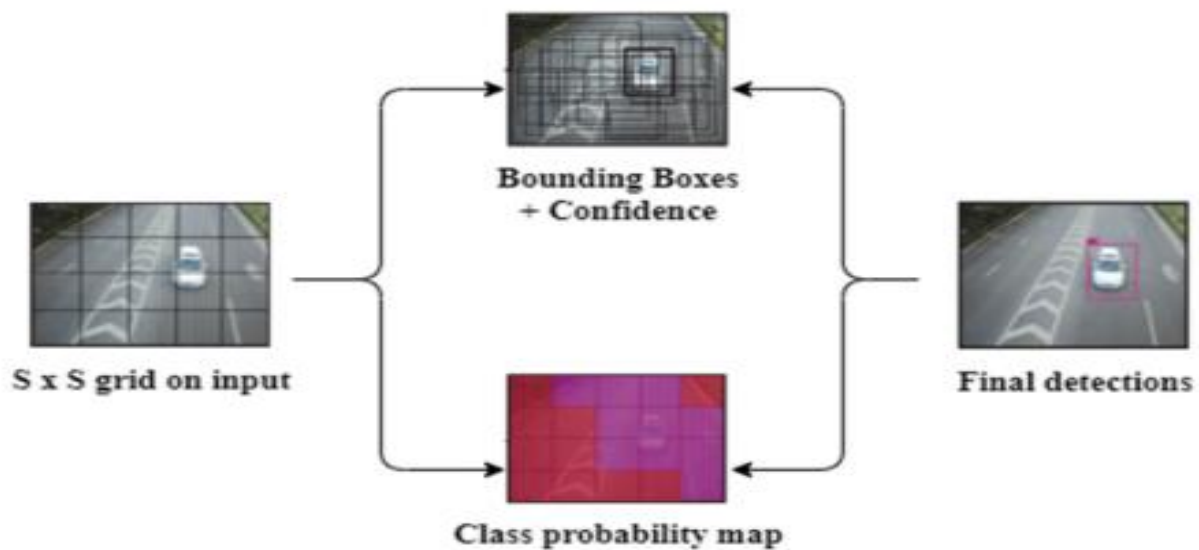 Bounding Boxes
+ Confidence
S x S grid on input
Final detections
Class probability map